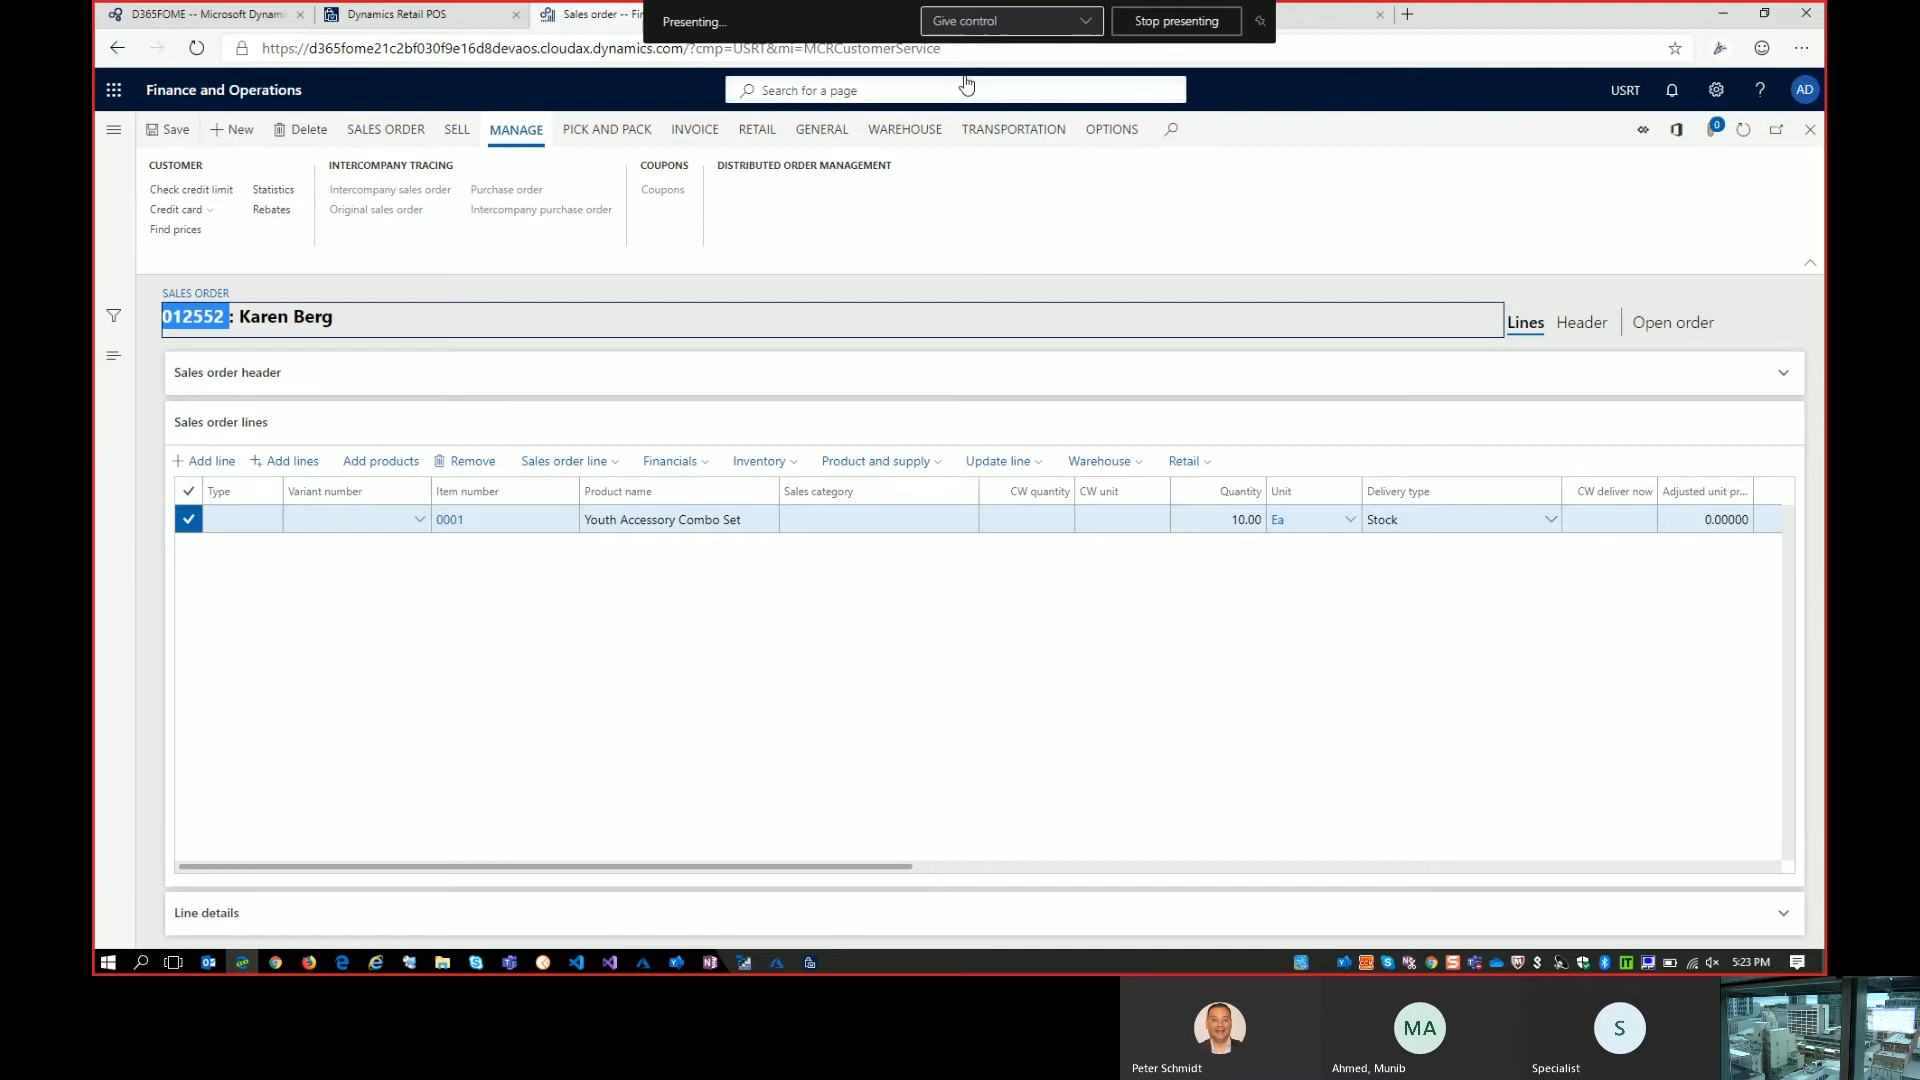 D365FOME -- Microsoft Dynami
Dynamics Retail POS
Sales order -- Fi
Presenting...
Give control
Stop presenting
https://d365fome21c2bf030f9e16d8devaos.cloudax.dynamics.com/?cmp=USRT&mi=MCRCustomerService
Finance and Operations
Search for a page
USRT
AD
Save
New
Delete
SALES ORDER
SELL
MANAGE
PICK AND PACK
INVOICE
RETAIL
GENERAL
WAREHOUSE
TRANSPORTATION
OPTIONS
0
CUSTOMER
INTERCOMPANY TRACING
COUPONS
DISTRIBUTED ORDER MANAGEMENT
Check credit limit
Statistics
Intercompany sales order
Purchase order
Coupons
Credit card
Rebates
Original sales order
Intercompany purchase order
Find prices
SALES ORDER
012552 : Karen Berg
Lines
Header
Open order
Sales order header
Sales order lines
Add line
Add lines
Add products
Remove
Sales order line
Financials
Inventory
Product and supply
Update line
Warehouse
Retail
Type
Variant number
Item number
Product name
Sales category
CW quantity
CW unit
Quantity
Unit
Delivery type
CW deliver now
Adjusted unit pr...
0001
Youth Accessory Combo Set
10.00
Ea
Stock
0.00000
Line details
5:23 PM
MA
S
Peter Schmidt
Ahmed, Munib
Specialist